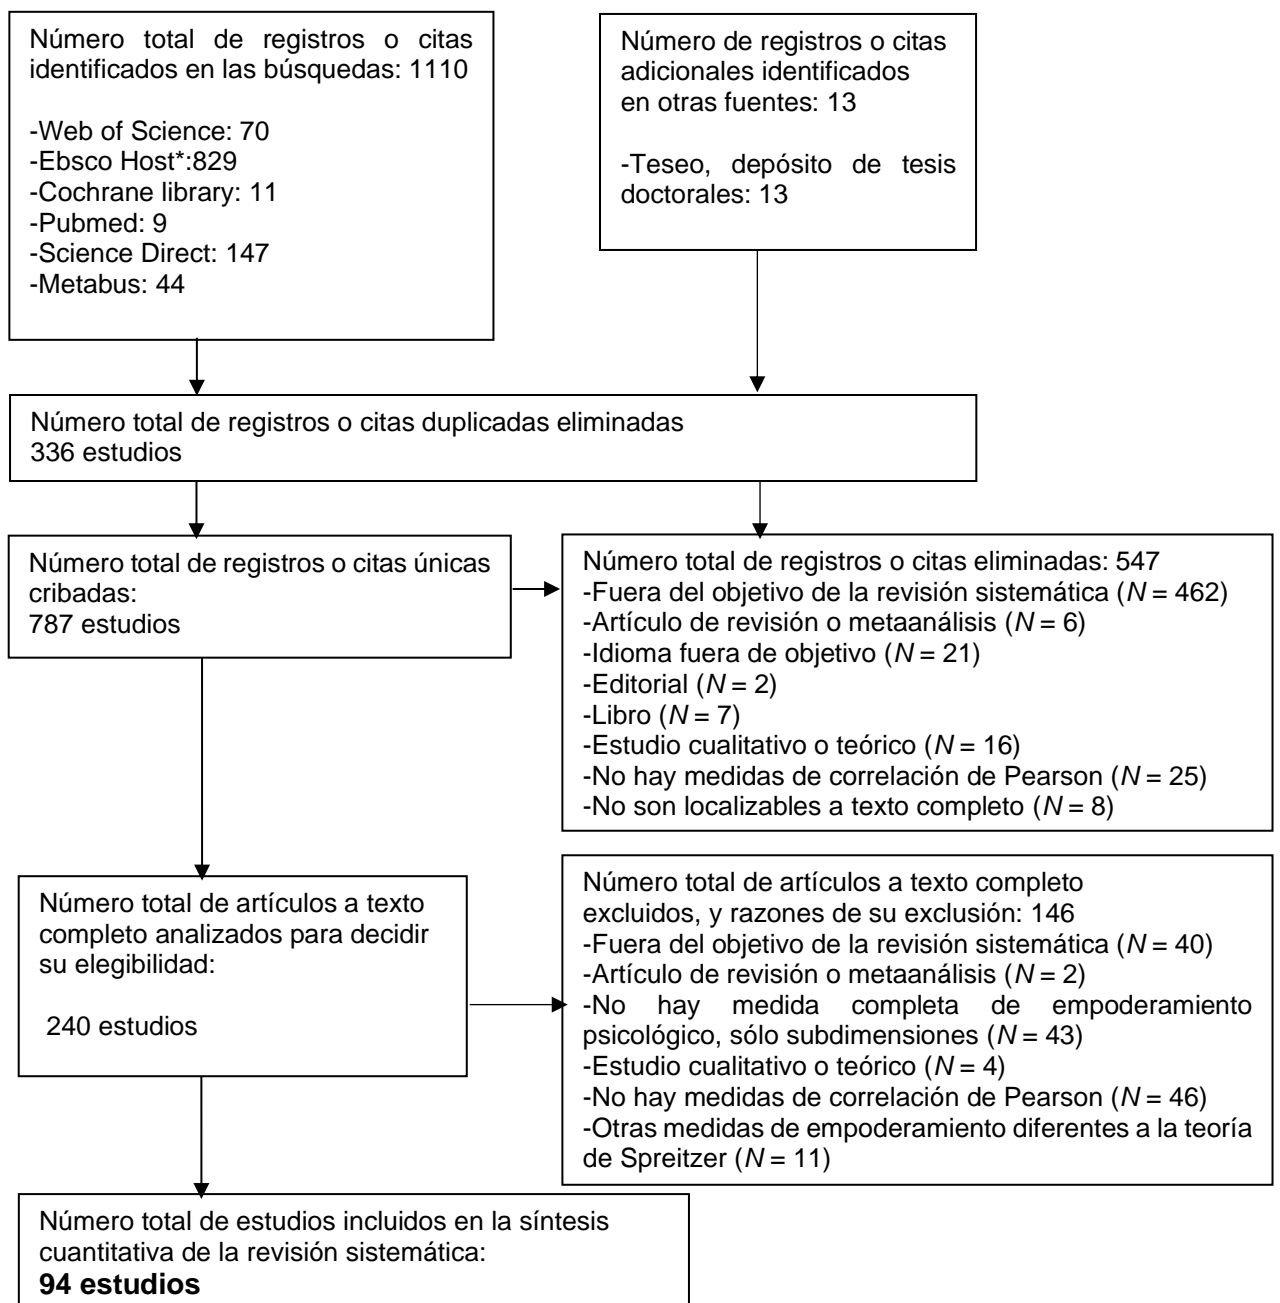 Número total de registros o citas
identificados en las búsquedas: 1110
-Web of Science: 70
-Ebsco Host*:829
-Cochrane library: 11
-Pubmed: 9
-Science Direct: 147
-Metabus: 44
Número de registros o citas
adicionales identificados
en otras fuentes: 13
-Teseo, depósito de tesis
doctorales: 13
Número total de registros o citas duplicadas eliminadas
336 estudios
Número total de registros o citas únicas
cribadas:
787 estudios
Número total de registros o citas eliminadas: 547
-Fuera del objetivo de la revisión sistemática (N = 462)
-Artículo de revisión o metaanálisis (N = 6)
-Idioma fuera de objetivo (N = 21)
-Editorial (N = 2)
-Libro (N = 7)
-Estudio cualitativo o teórico (N = 16)
-No hay medidas de correlación de Pearson (N = 25)
-No son localizables a texto completo (N = 8)
Número total de artículos a texto
completo analizados para decidir
su elegibilidad:
240 estudios
Número total de artículos a texto completo
excluidos, y razones de su exclusión: 146
-Fuera del objetivo de la revisión sistemática (N = 40)
-Artículo de revisión o metaanálisis (N = 2)
-No hay medida completa de empoderamiento
psicológico, sólo subdimensiones (N = 43)
-Estudio cualitativo o teórico (N = 4)
-No hay medidas de correlación de Pearson (N = 46)
-Otras medidas de empoderamiento diferentes a la teoría
de Spreitzer (N = 11)
Número total de estudios incluidos en la síntesis
cuantitativa de la revisión sistemática:
94 estudios